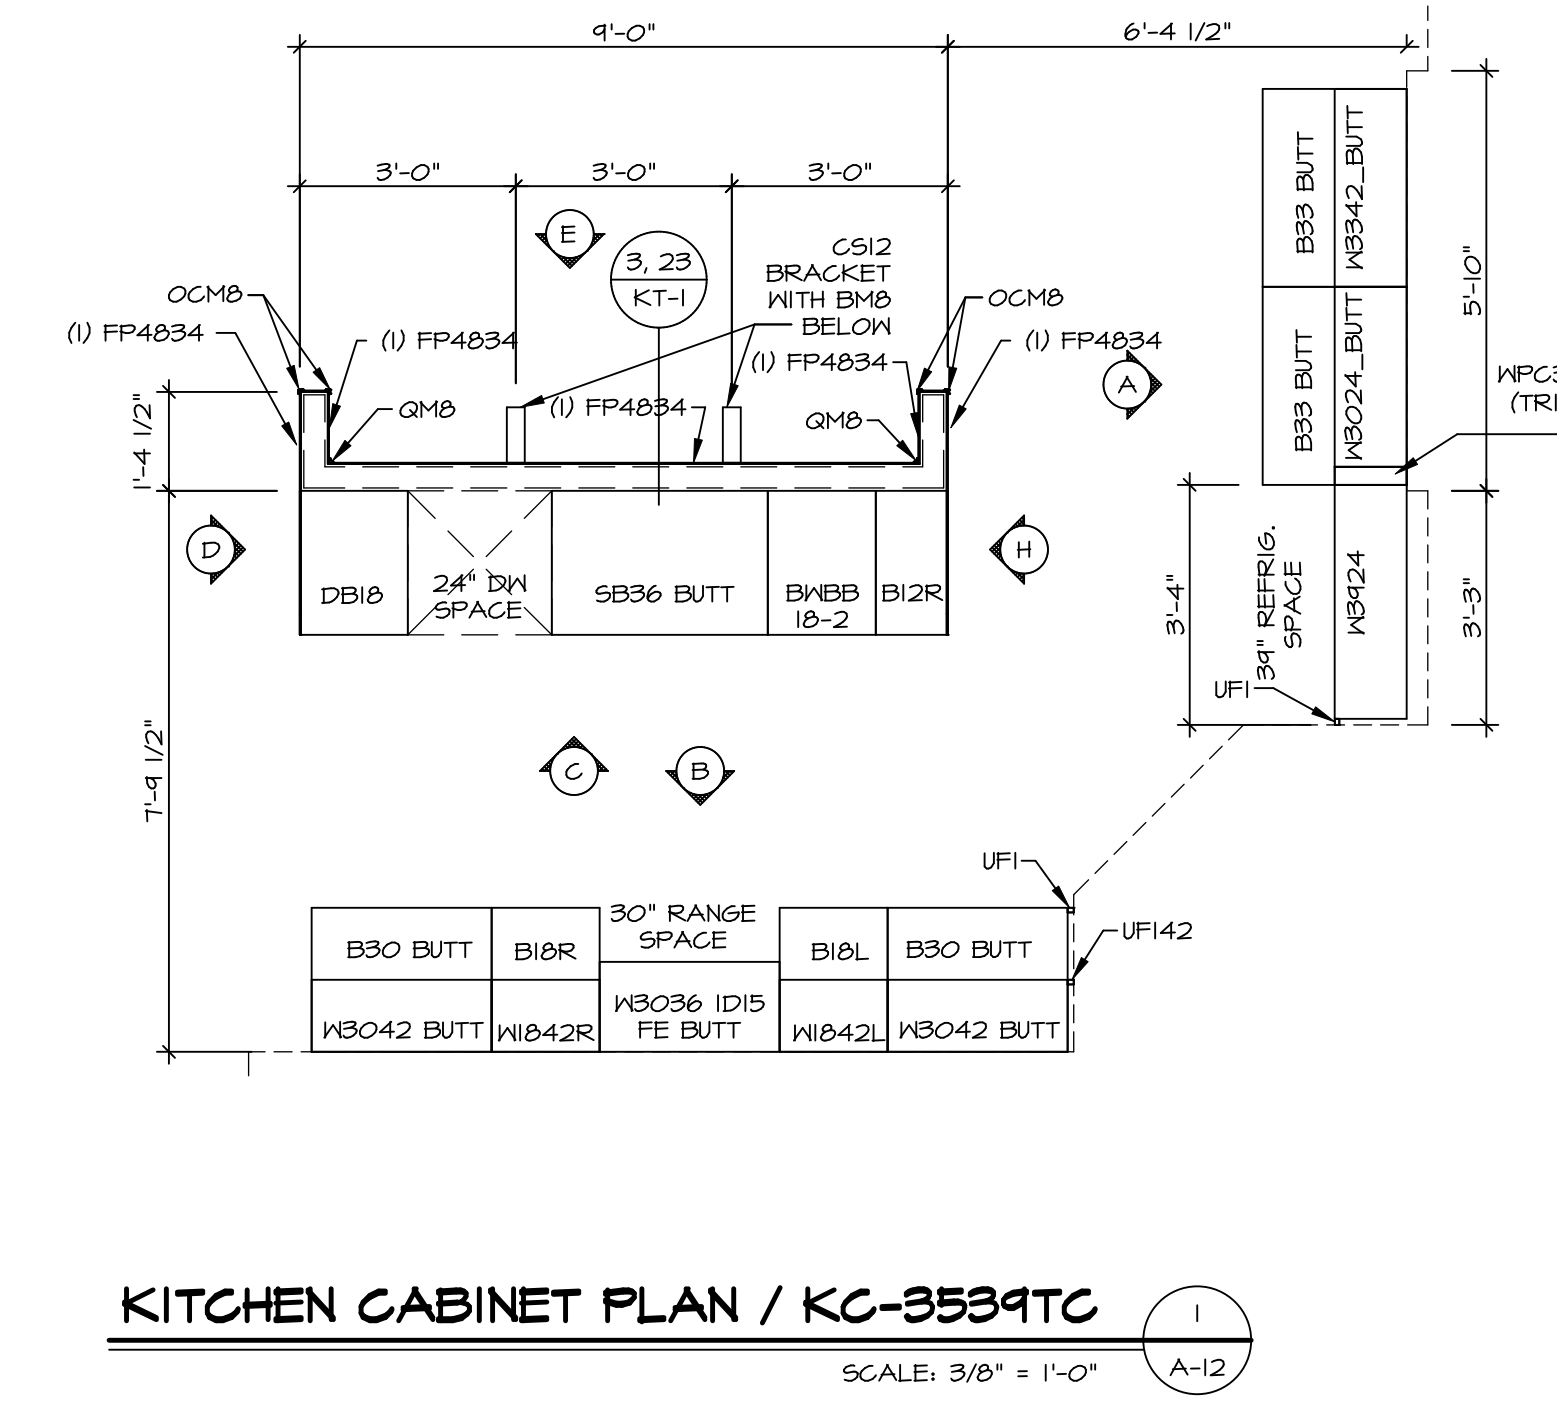 9'-0"
6'-4 1/2"
3'-0"
3'-0"
3'-0"
E
3, 23
KT-1
CS12
BRACKET
WITH BM8
BELOW
OCM8
(1) FP4834
(1) FP4834
OCM8
(1) FP4834
(1) FP4834
A
QM8
(1) FP4834
QM8
1'-4 1/2"
B33 BUTT
W3342_BUTT
B33 BUTT
W3024_BUTT
5'-10"
(TRI
D
H
DB18
24" DW
SPACE
SB36 BUTT
BWBB
18-2
B12R
3'-4"
39" REFRIG.
SPACE
W3924
3'-3"
UF1
7'-9 1/2"
C
B
UF1
30" RANGE
SPACE
UF142
B30 BUTT
B18R
B18L
B30 BUTT
W3042 BUTT
W1842R
W3036 1D15
FE BUTT
W1842L
W3042 BUTT
KITCHEN CABINET PLAN / KC-3539TC
1
A-12
SCALE: 3/8" = 1'-0"